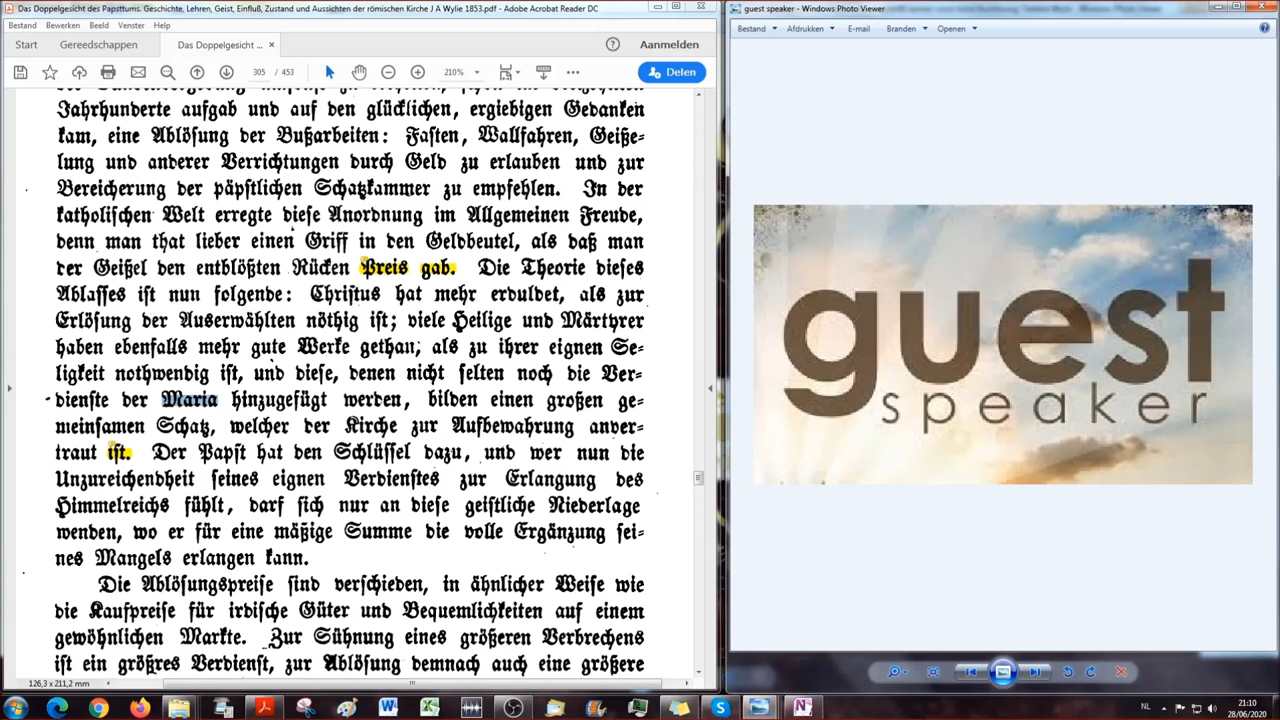 Das Doppelgesicht des Papsttums. Geschichte, Lehren, Geist, Einfluß, Zustand und Aussichten der römischen Kirche J A Wylie 1853.pdf - Adobe Acrobat Reader DC
Bestand Bewerken Beeld Venster Help
Start Gereedschappen Das Doppelgesicht ... × Aanmelden
305 / 453 210% Delen
Jahrhunderte aufgab und auf den glücklichen, ergiebigen Gedanken
kam, eine Ablösung der Bußarbeiten: Fasten, Wallfahren, Geiße-
lung und anderer Verrichtungen durch Geld zu erlauben und zur
Bereicherung der päpstlichen Schatzkammer zu empfehlen. In der
katholischen Welt erregte diese Anordnung im Allgemeinen Freude,
denn man that lieber einen Griff in den Geldbeutel, als daß man
der Geißel den entblößten Rücken Preis gab. Die Theorie dieses
Ablasses ist nun folgende: Christus hat mehr erduldet, als zur
Erlösung der Auserwählten nöthig ist; viele Heilige und Märtyrer
haben ebenfalls mehr gute Werke gethan, als zu ihrer eignen Se-
ligkeit nothwendig ist, und diese, denen nicht selten noch die Ver-
dienste der Maria hinzugefügt werden, bilden einen großen ge-
meinsamen Schatz, welcher der Kirche zur Aufbewahrung anver-
traut ist. Der Papst hat den Schlüssel dazu, und wer nun die
Unzureichendheit seines eignen Verdienstes zur Erlangung des
Himmelreichs fühlt, darf sich nur an diese geistliche Niederlage
wenden, wo er für eine mäßige Summe die volle Ergänzung sei-
nes Mangels erlangen kann.
Die Ablösungspreise sind verschieden, in ähnlicher Weise wie
die Kaufpreise für irdische Güter und Bequemlichkeiten auf einem
gewöhnlichen Markte. Zur Sühnung eines größeren Verbrechens
ist ein größres Verdienst, zur Ablösung demnach auch eine größere
126,3 x 211,2 mm
guest speaker - Windows Photo Viewer
Bestand Afdrukken E-mail Branden Openen
guest
speaker
NL 21:10
28/06/2020